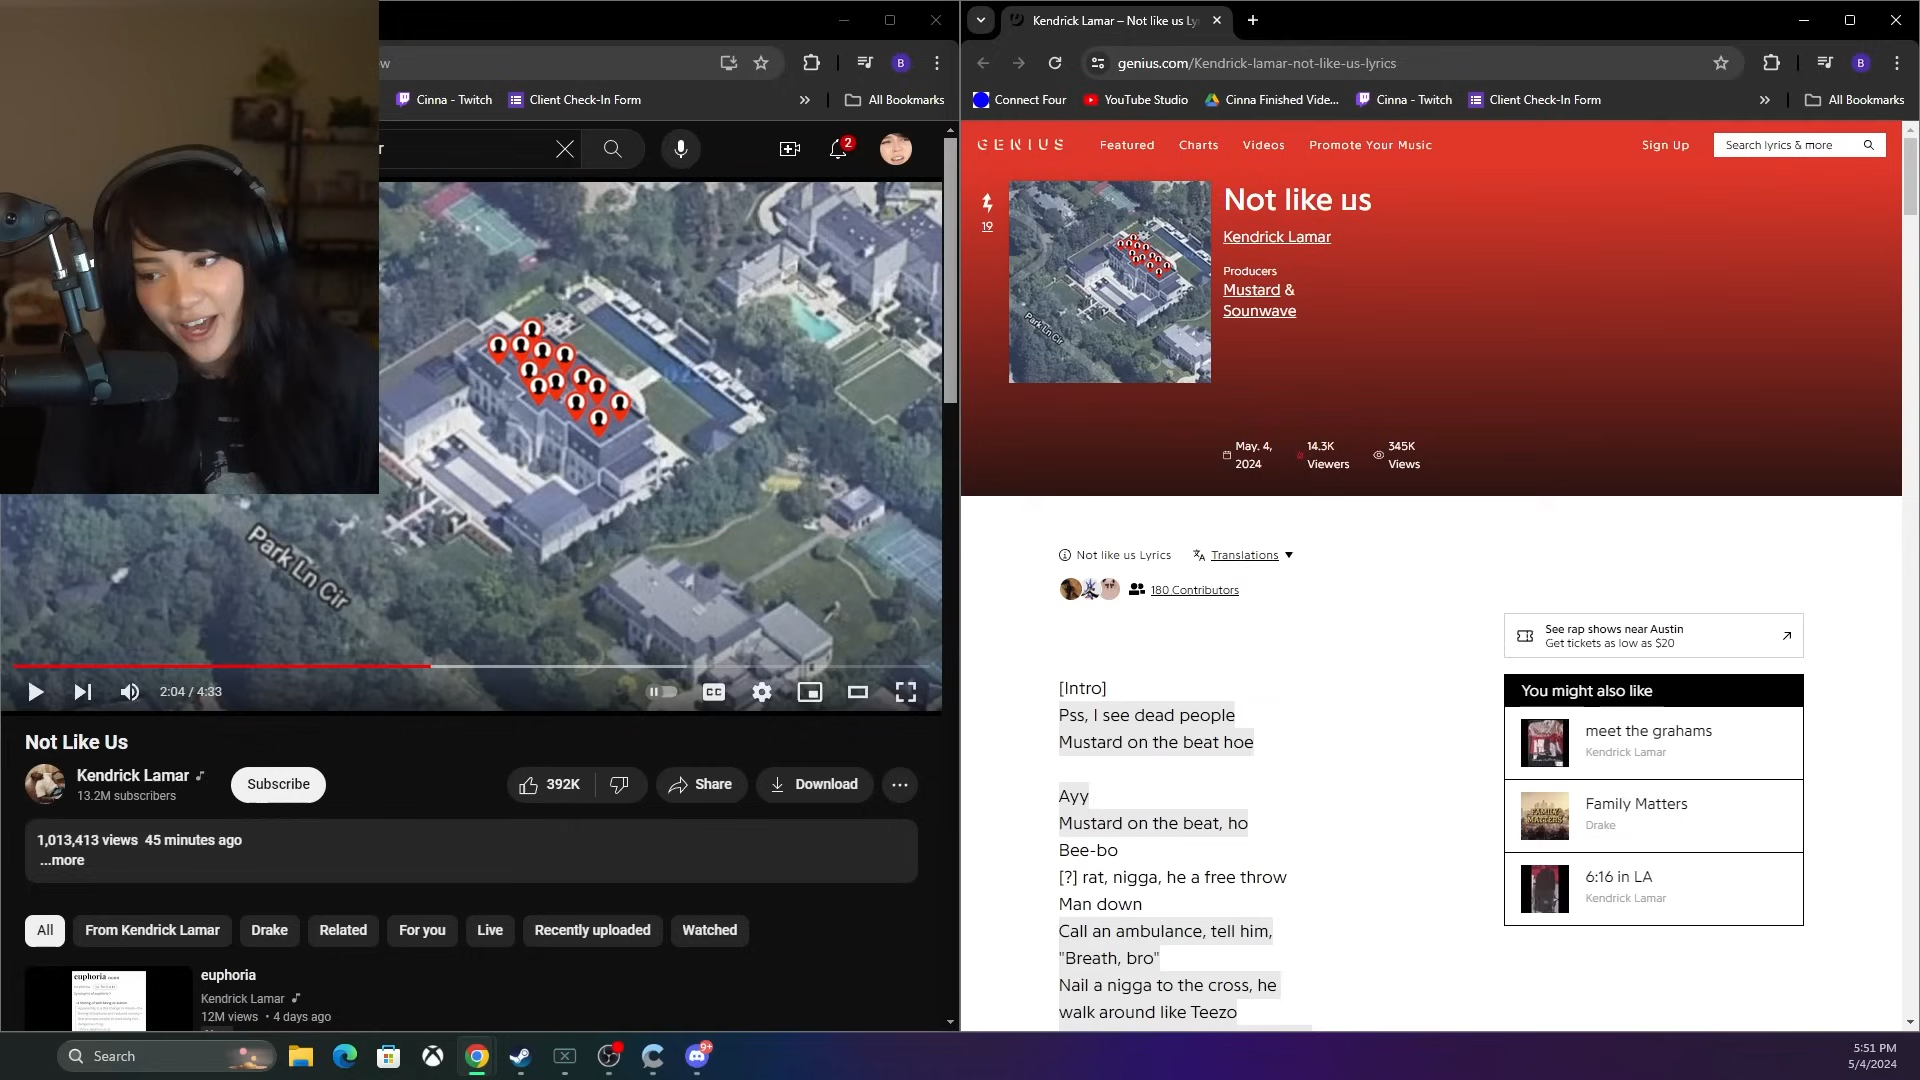 Kendrick Lamar – Not like us Ly
ow
genius.com/Kendrick-lamar-not-like-us-lyrics
B
B
Cinna - Twitch
Client Check-In Form
»
All Bookmarks
Connect Four
YouTube Studio
Cinna Finished Vide...
Cinna - Twitch
Client Check-In Form
»
All Bookmarks
r
2
GENIUS
Featured
Charts
Videos
Promote Your Music
Sign Up
Search lyrics & more
19
Not like us
Kendrick Lamar
Producers
Mustard &
Sounwave
Park Ln Cir
May. 4,
2024
14.3K
Viewers
345K
Views
Park Ln Cir
2:04 / 4:33
CC
Not Like Us
Kendrick Lamar
13.2M subscribers
Subscribe
392K
Share
Download
1,013,413 views 45 minutes ago
...more
All
From Kendrick Lamar
Drake
Related
For you
Live
Recently uploaded
Watched
euphoria
euphoria
Kendrick Lamar
12M views • 4 days ago
Not like us Lyrics
Translations
180 Contributors
[Intro]
Pss, I see dead people
Mustard on the beat hoe
Ayy
Mustard on the beat, ho
Bee-bo
[?] rat, nigga, he a free throw
Man down
Call an ambulance, tell him,
"Breath, bro"
Nail a nigga to the cross, he
walk around like Teezo
See rap shows near Austin
Get tickets as low as $20
You might also like
meet the grahams
Kendrick Lamar
Family Matters
Drake
FAMILY
MATTERS
6:16 in LA
Kendrick Lamar
Search
9+
5:51 PM
5/4/2024